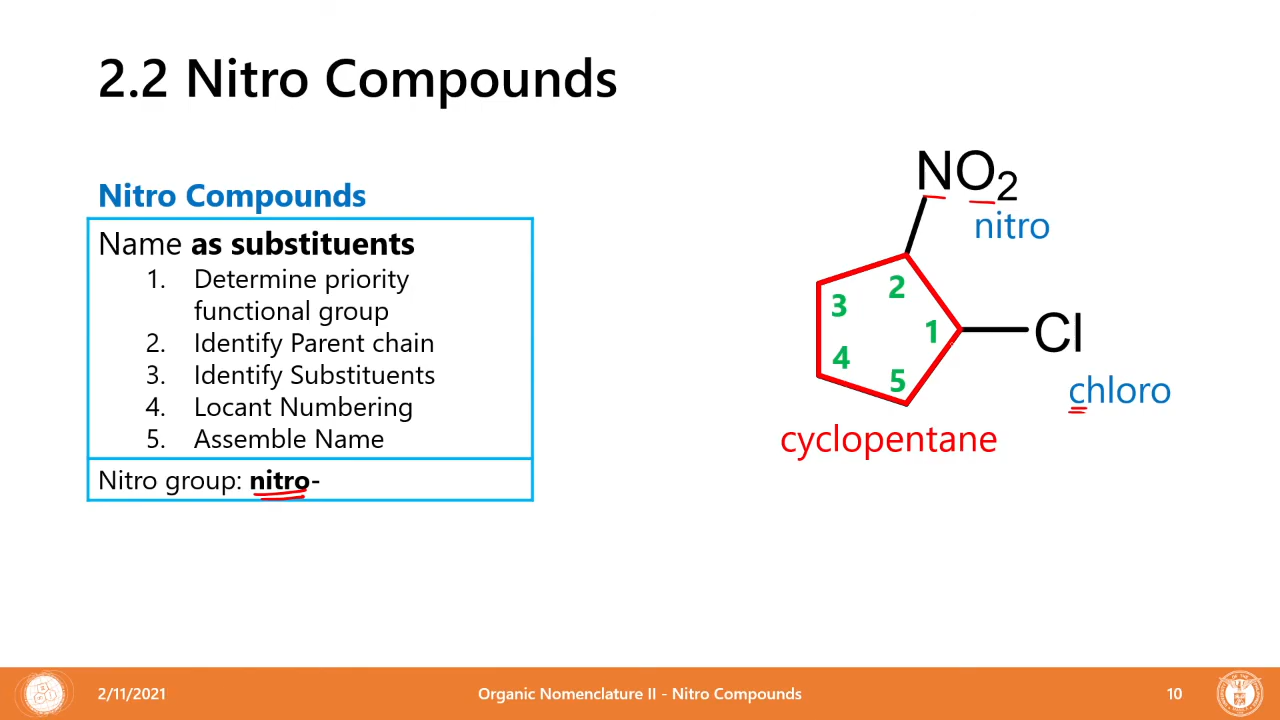 2.2 Nitro Compounds
Nitro Compounds
Name as substituents
1. Determine priority
functional group
2. Identify Parent chain
3. Identify Substituents
4. Locant Numbering
5. Assemble Name
Nitro group: nitro-
NO2
nitro
2
3
1
Cl
4
5
chloro
cyclopentane
2/11/2021
Organic Nomenclature II - Nitro Compounds
10